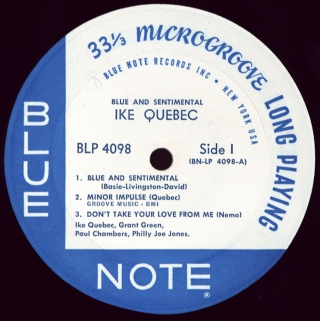 33⅓ MICROGROOVE LONG PLAYING
BLUE NOTE RECORDS INC • NEW YORK USA
BLUE AND SENTIMENTAL
IKE QUEBEC
BLP 4098
Side I
(BN-LP 4098-A)
1. BLUE AND SENTIMENTAL
(Basie-Livingston-David)
2. MINOR IMPULSE (Quebec)
GROOVE MUSIC - BMI
3. DON'T TAKE YOUR LOVE FROM ME (Nemo)
Ike Quebec, Grant Green,
Paul Chambers, Philly Joe Jones.
BLUE
NOTE
®